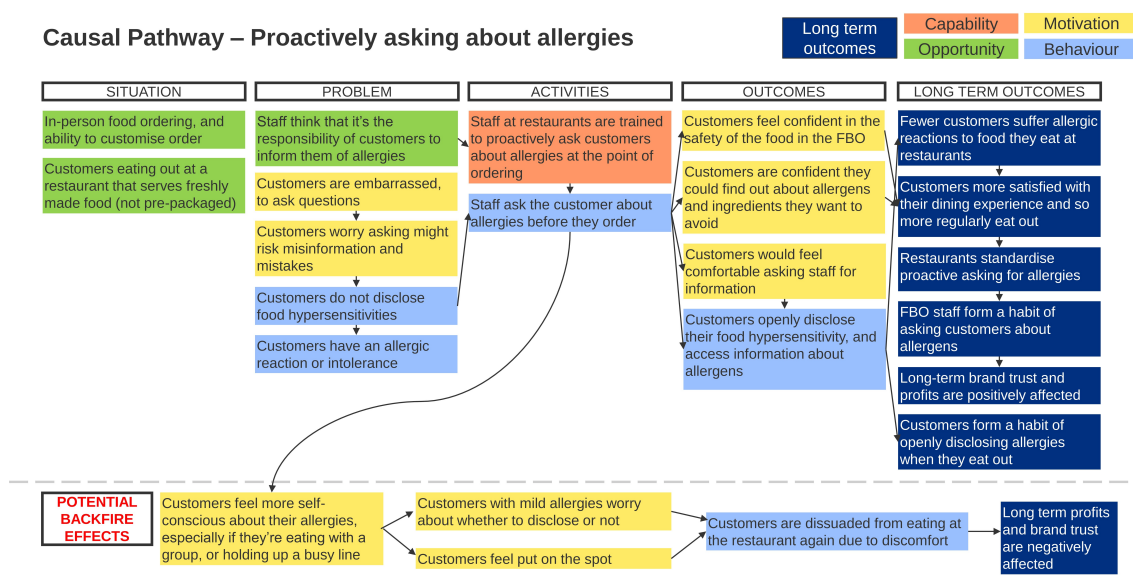 Causal Pathway – Proactively asking about allergies
Long term
outcomes
Capability
Motivation
Opportunity
Behaviour
SITUATION
PROBLEM
ACTIVITIES
OUTCOMES
LONG TERM OUTCOMES
In-person food ordering, and
ability to customise order
Customers eating out at a
restaurant that serves freshly
made food (not pre-packaged)
Staff think that it’s the
responsibility of customers to
inform them of allergies
Customers are embarrassed,
to ask questions
Customers worry asking might
risk misinformation and
mistakes
Customers do not disclose
food hypersensitivities
Customers have an allergic
reaction or intolerance
Staff at restaurants are trained
to proactively ask customers
about allergies at the point of
ordering
Staff ask the customer about
allergies before they order
Customers feel confident in the
safety of the food in the FBO
Customers are confident they
could find out about allergens
and ingredients they want to
avoid
Customers would feel
comfortable asking staff for
information
Customers openly disclose
their food hypersensitivity, and
access information about
allergens
Fewer customers suffer allergic
reactions to food they eat at
restaurants
Customers more satisfied with
their dining experience and so
more regularly eat out
Restaurants standardise
proactive asking for allergies
FBO staff form a habit of
asking customers about
allergens
Long-term brand trust and
profits are positively affected
Customers form a habit of
openly disclosing allergies
when they eat out
POTENTIAL
BACKFIRE
EFFECTS
Customers feel more self-
conscious about their allergies,
especially if they’re eating with a
group, or holding up a busy line
Customers with mild allergies worry
about whether to disclose or not
Customers feel put on the spot
Customers are dissuaded from eating at
the restaurant again due to discomfort
Long term profits
and brand trust
are negatively
affected